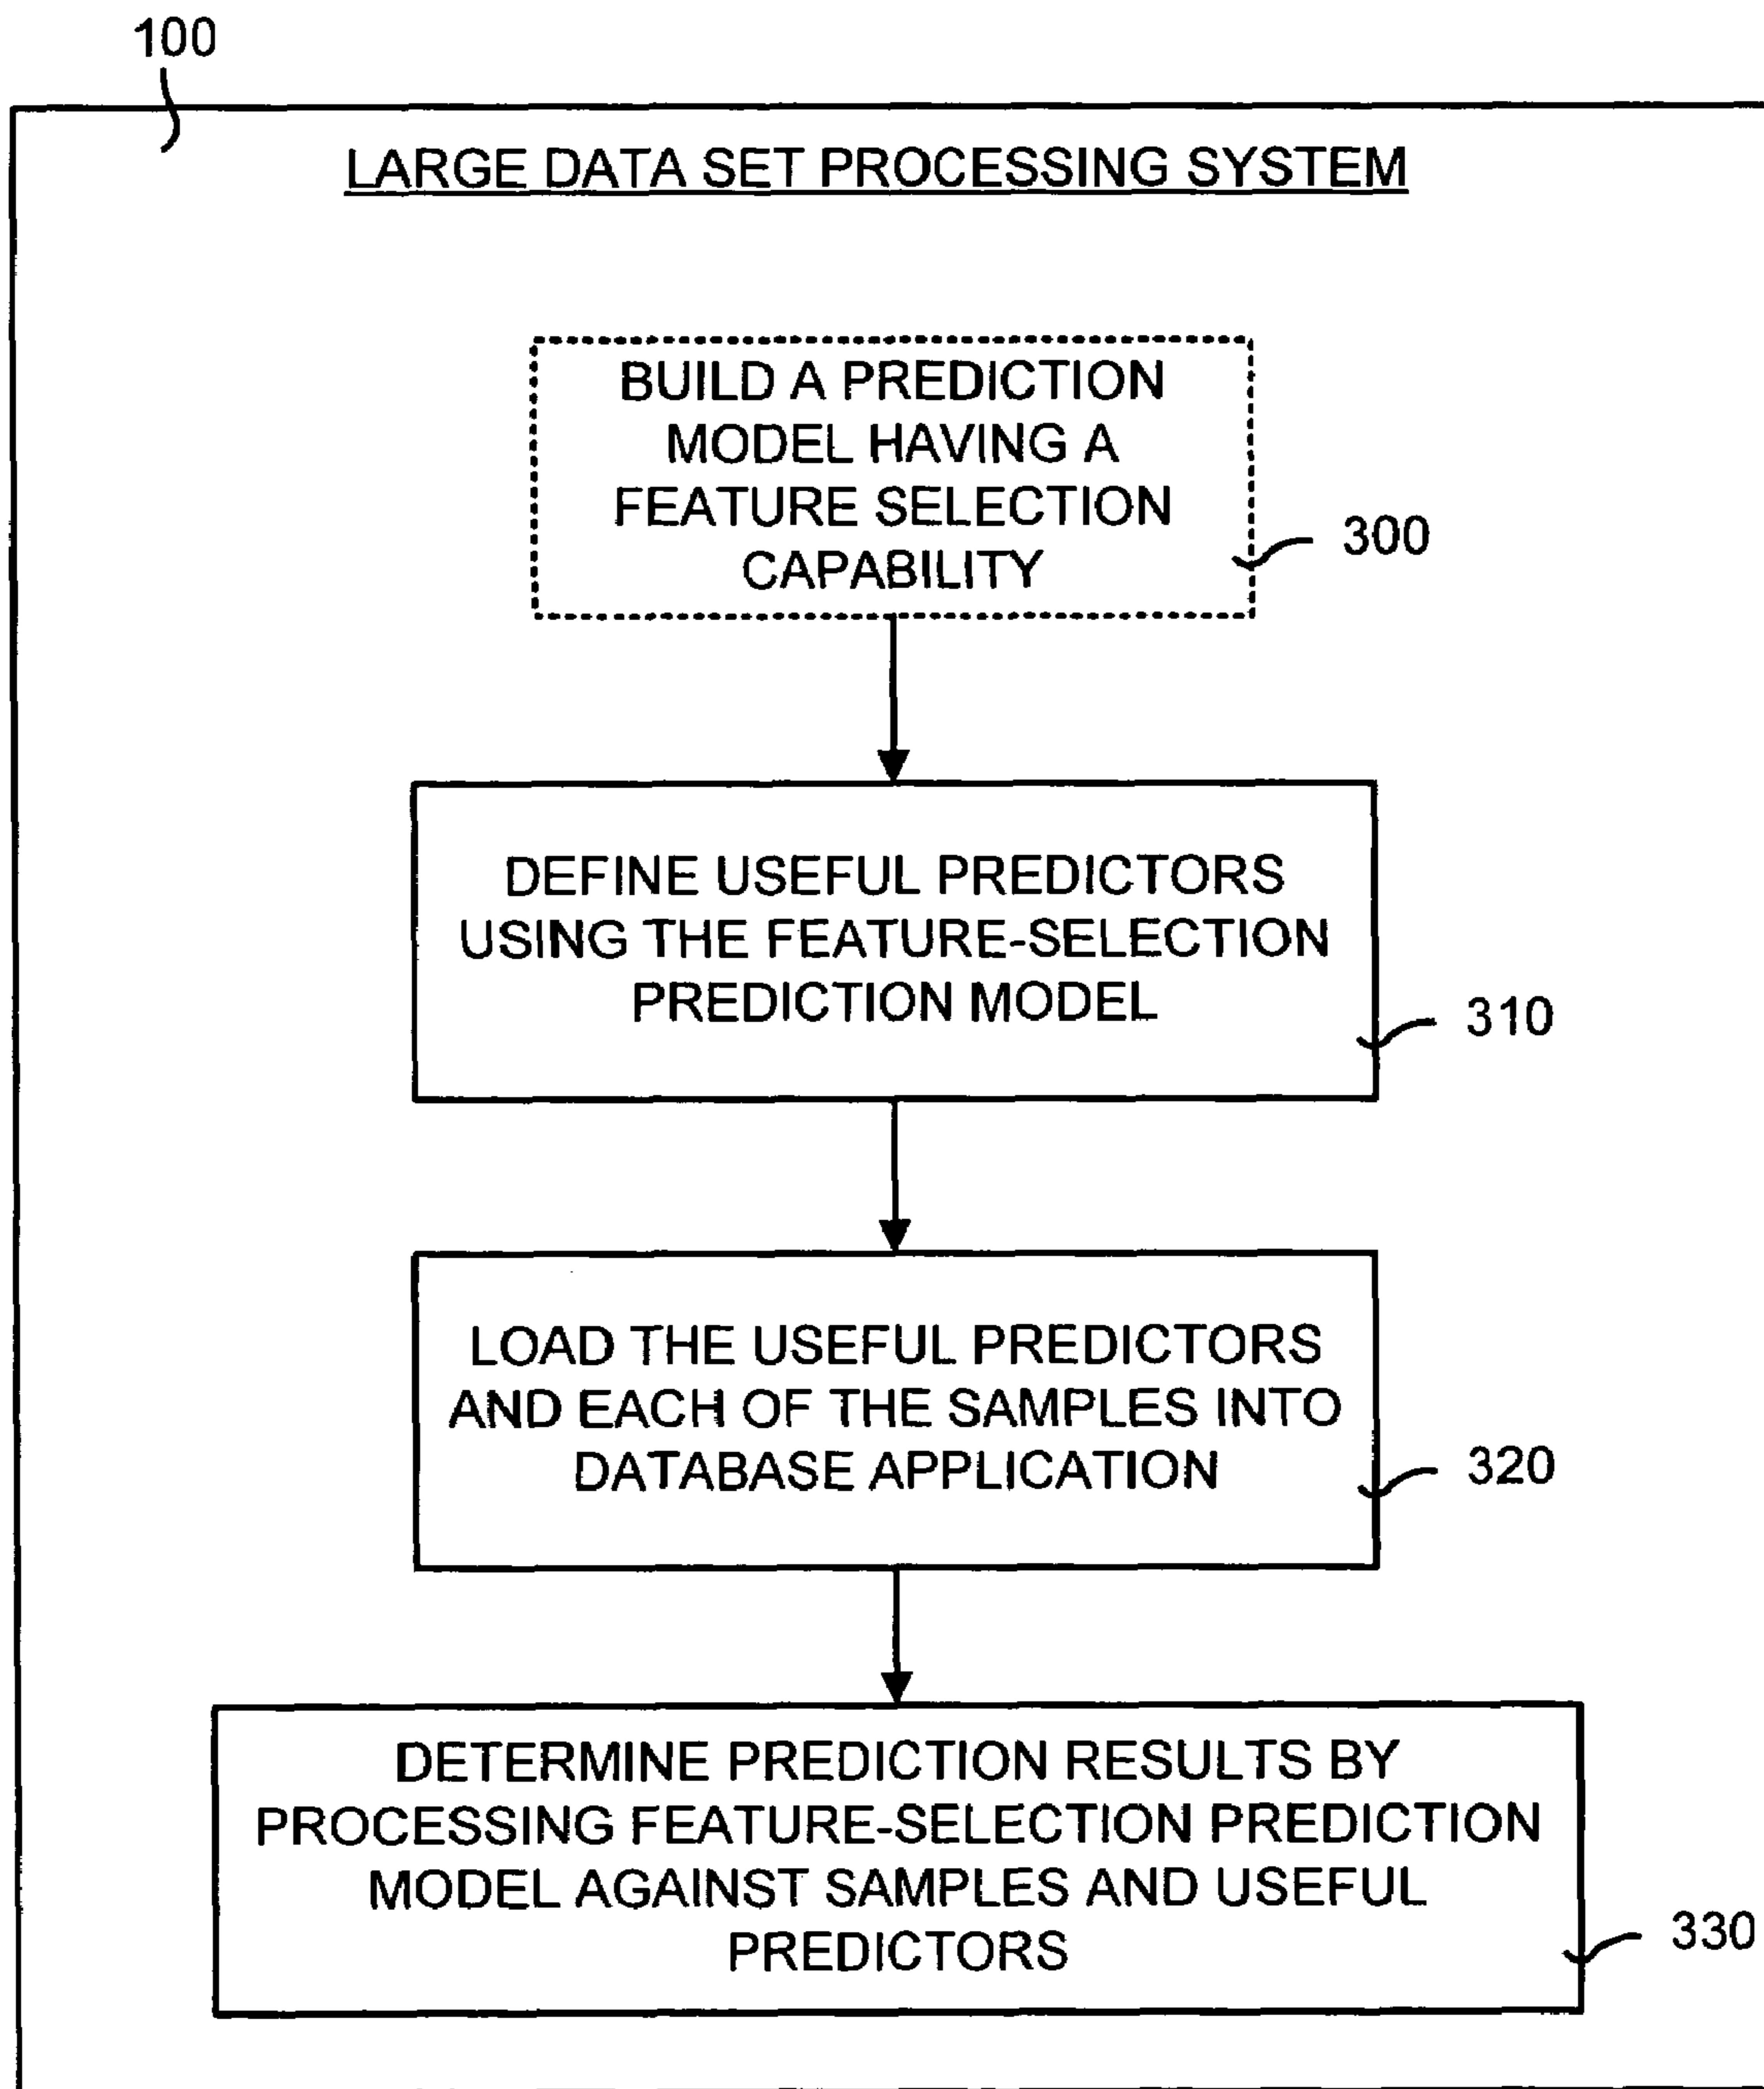 100
LARGE DATA SET PROCESSING SYSTEM
BUILD A PREDICTION
MODEL HAVING A
FEATURE SELECTION
CAPABILITY
300
DEFINE USEFUL PREDICTORS
USING THE FEATURE-SELECTION
PREDICTION MODEL
310
LOAD THE USEFUL PREDICTORS
AND EACH OF THE SAMPLES INTO
DATABASE APPLICATION
320
DETERMINE PREDICTION RESULTS BY
PROCESSING FEATURE-SELECTION PREDICTION
MODEL AGAINST SAMPLES AND USEFUL
PREDICTORS
330